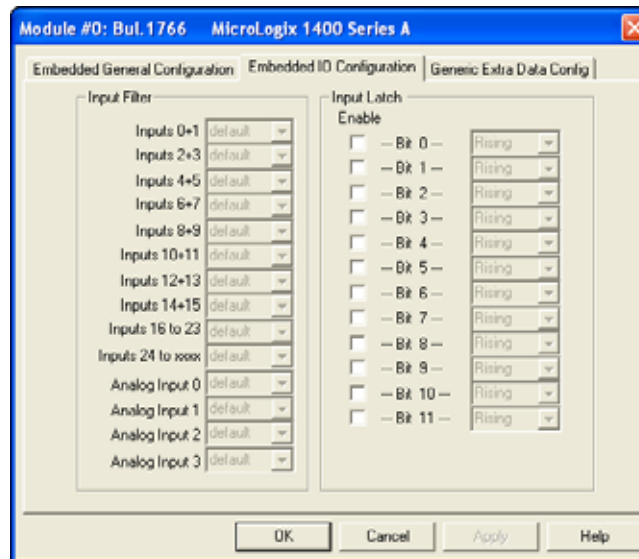 Module #0: Bul.1766 MicroLogix 1400 Series A
Embedded General Configuration Embedded IO Configuration Generic Extra Data Config
Input Filter
Inputs 0+1 default
Inputs 2+3 default
Inputs 4+5 default
Inputs 6+7 default
Inputs 8+9 default
Inputs 10+11 default
Inputs 12+13 default
Inputs 14+15 default
Inputs 16 to 23 default
Inputs 24 to xxxx default
Analog Input 0 default
Analog Input 1 default
Analog Input 2 default
Analog Input 3 default
Input Latch
Enable
-- Bit 0 -- Rising
-- Bit 1 -- Rising
-- Bit 2 -- Rising
-- Bit 3 -- Rising
-- Bit 4 -- Rising
-- Bit 5 -- Rising
-- Bit 6 -- Rising
-- Bit 7 -- Rising
-- Bit 8 -- Rising
-- Bit 9 -- Rising
-- Bit 10 -- Rising
-- Bit 11 -- Rising
OK Cancel Apply Help